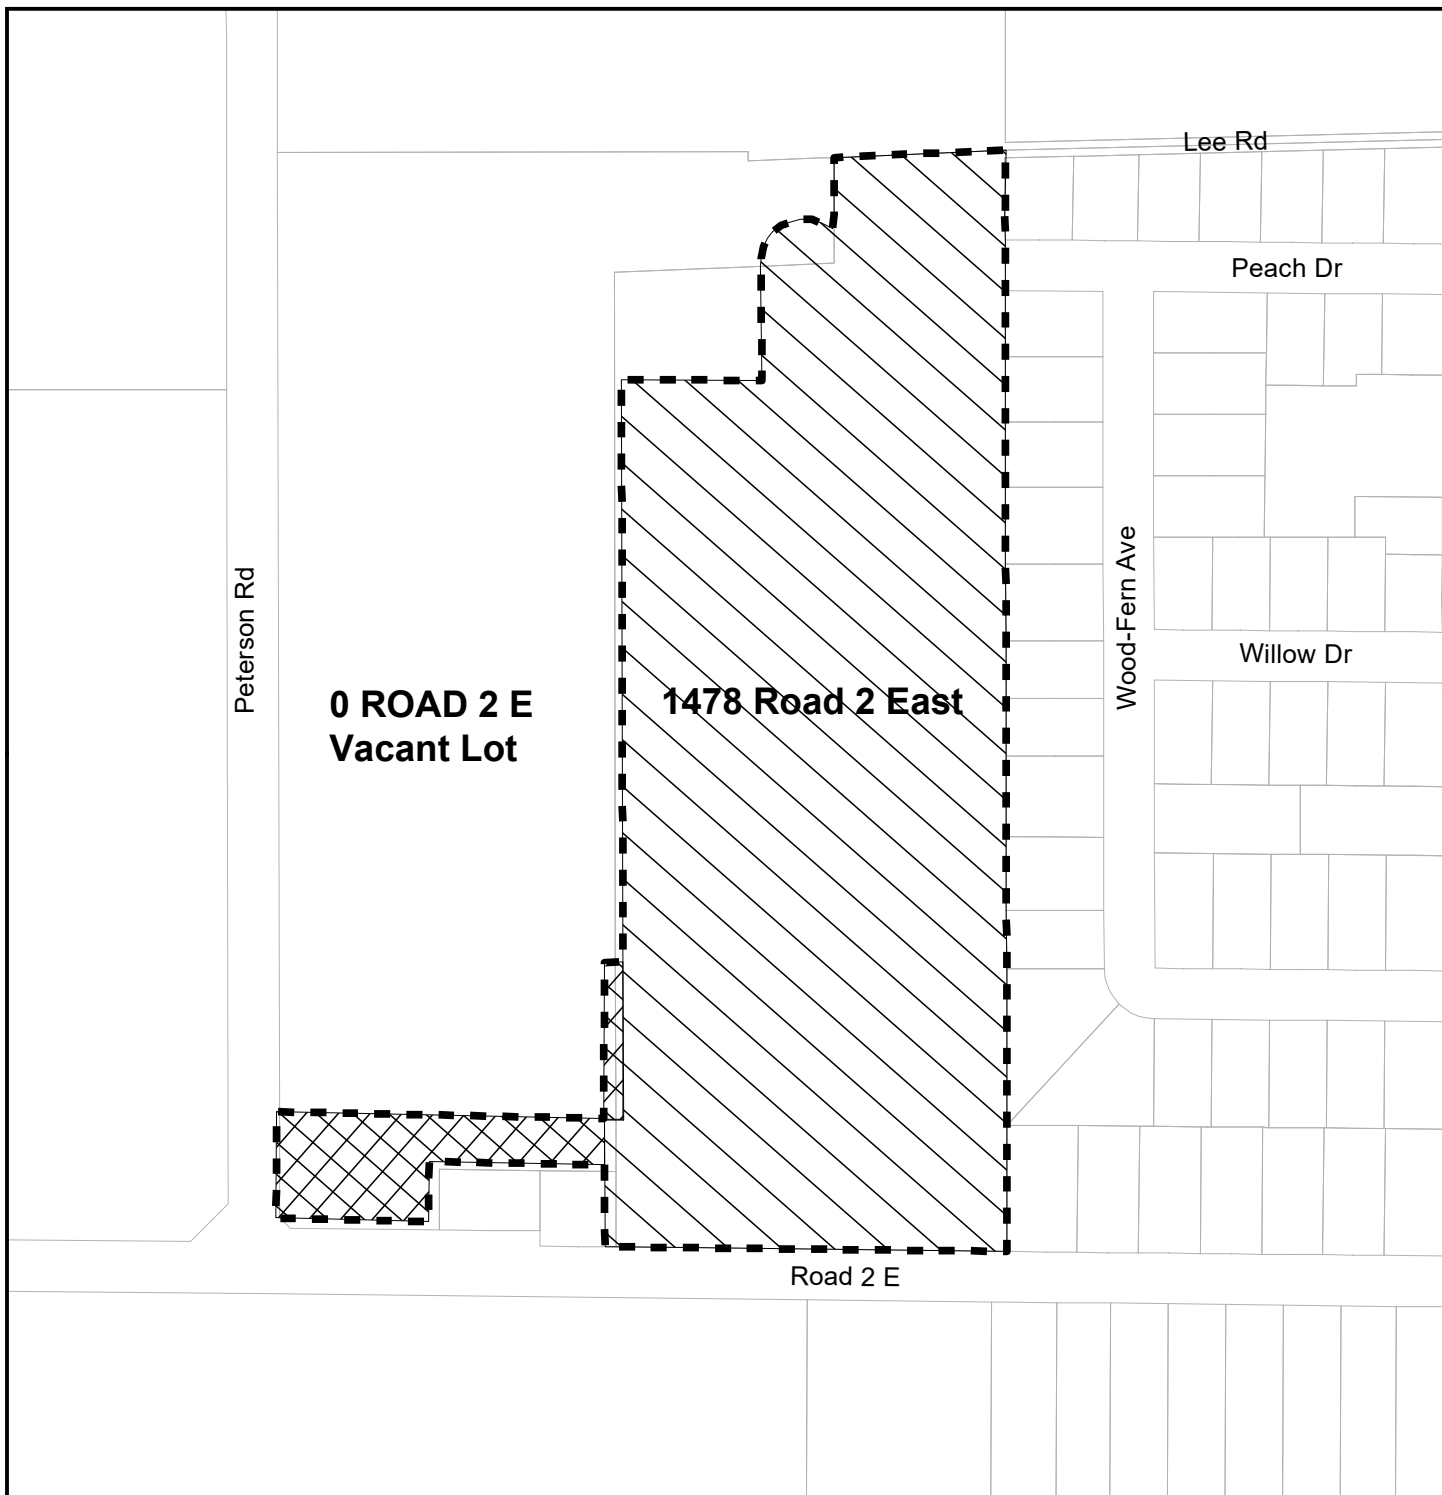 Lee Rd
Peach Dr
Wood-Fern Ave
Peterson Rd
Willow Dr
0 ROAD 2 E
Vacant Lot
1478 Road 2 East
Road 2 E